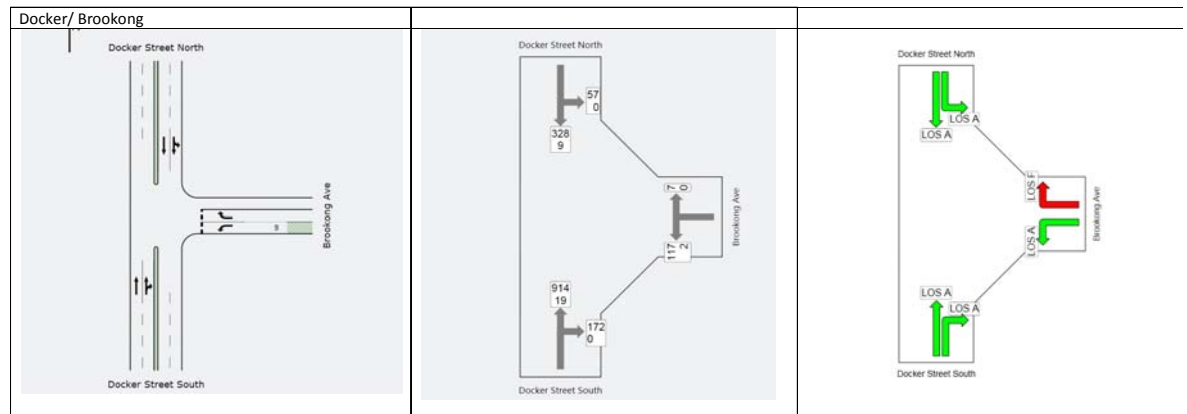 Docker/ Brookong
Docker Street North
Brookong Ave
Docker Street South
Docker Street North
57
0
328
9
7
0
117
2
Brookong Ave
914
19
172
0
Docker Street South
Docker Street North
LOS A
LOS A
LOS F
LOS A
Brookong Ave
LOS A
LOS A
Docker Street South